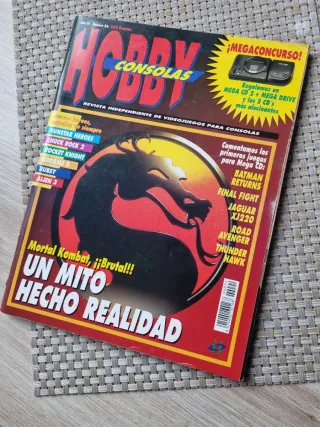 ¡MEGACONCURSO!
Regalamos un
MEGA CD 2 + MEGA DRIVE
y los 5 CD's
más alucinantes
HOBBY
CONSOLAS
REVISTA INDEPENDIENTE DE VIDEOJUEGOS PARA CONSOLAS
GUNSTAR HEROES
CHUCK ROCK 2
ROCKET KNIGHT
ALIEN 3
Comentamos los
primeros juegos
para Mega CD:
BATMAN
RETURNS
FINAL FIGHT
JAGUAR
XJ220
ROAD
AVENGER
THUNDER
HAWK
Mortal Kombat, ¡¡Brutal!!
UN MITO
HECHO REALIDAD